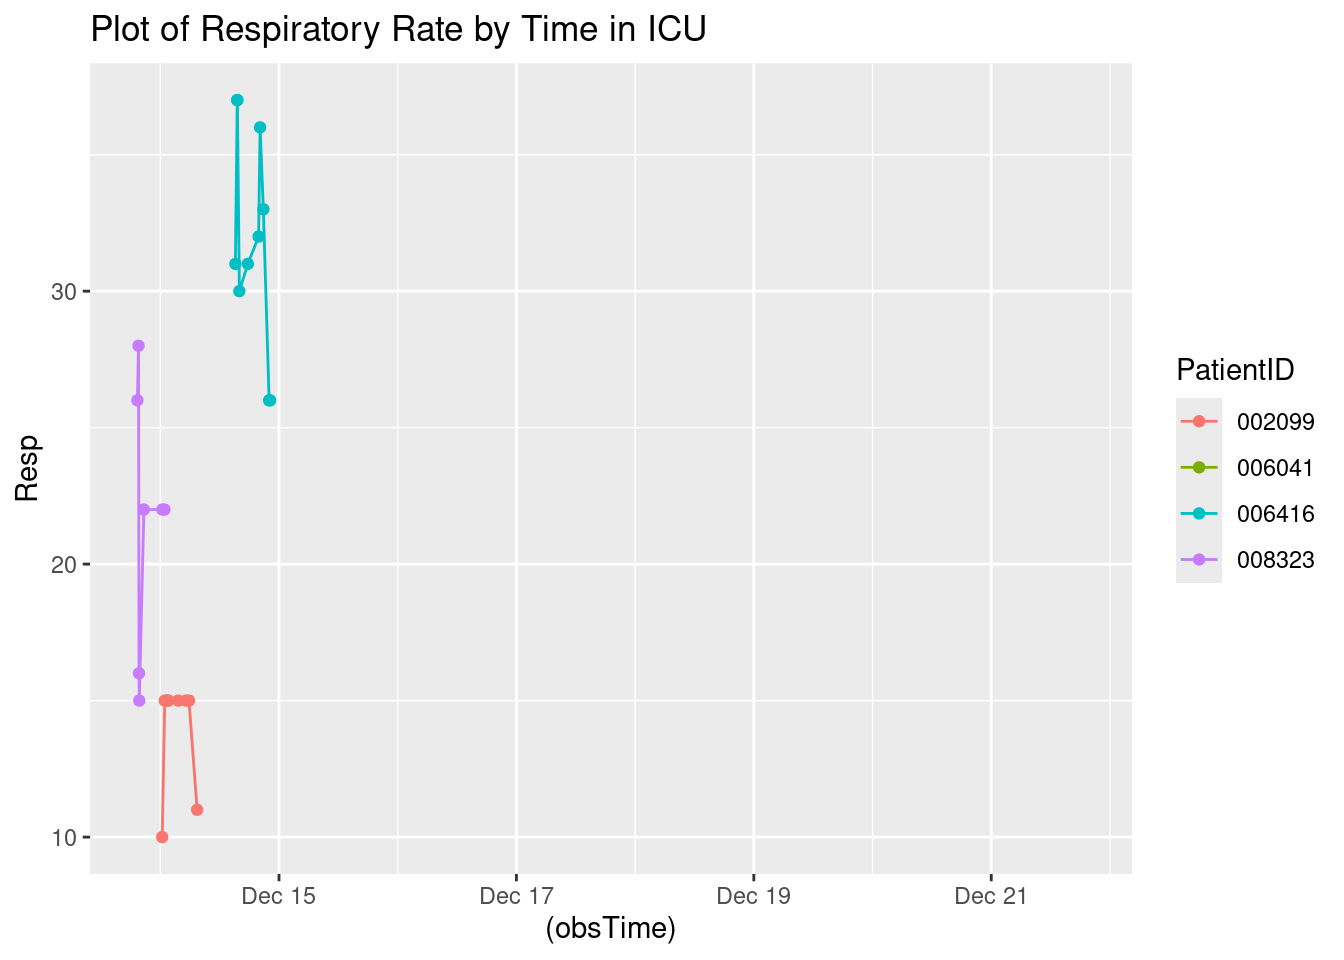 Plot of Respiratory Rate by Time in ICU
Resp
30
20
10
Dec 15
Dec 17
Dec 19
Dec 21
(obsTime)
PatientID
002099
006041
006416
008323